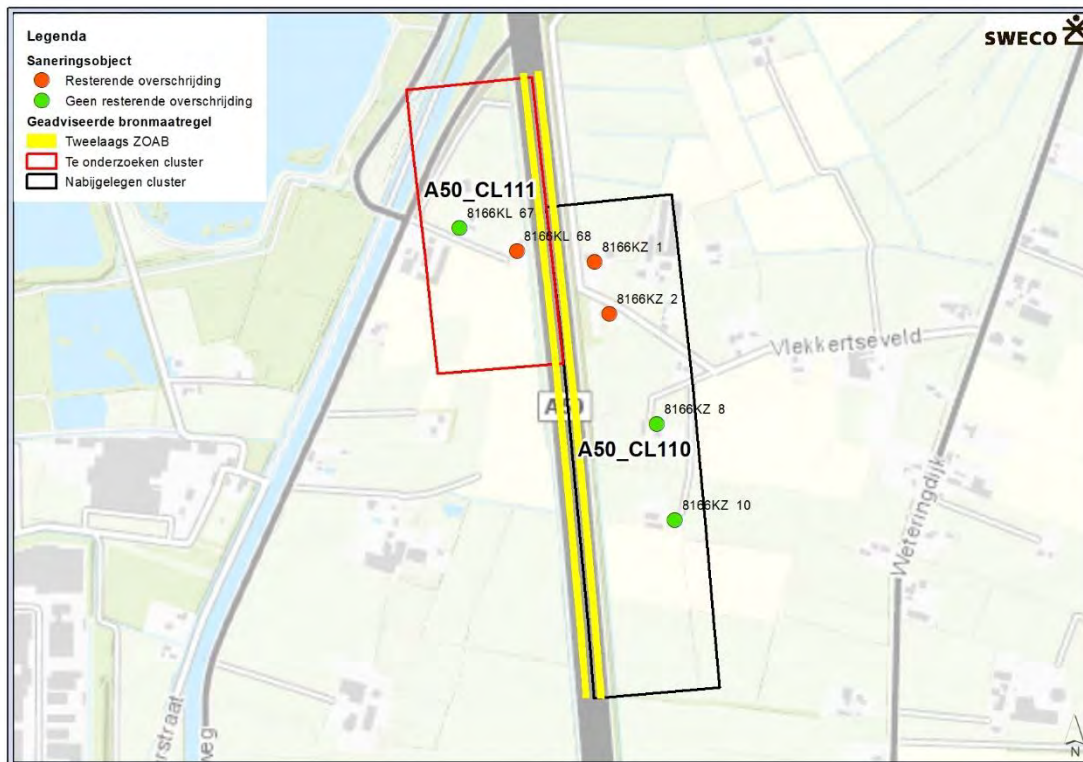 Legenda
Saneringsobject
Resterende overschrijding
Geen resterende overschrijding
Geadviseerde bronmaatregel
Tweelaags ZOAB
Te onderzoeken cluster
Nabijgelegen cluster
SWECO
A50_CL111
8166KL 67
8166KL 68
8166KZ 1
8166KZ 2
Vlekkertseveld
A50
8166KZ 8
A50_CL110
8166KZ 10
Weteringdijk
rstraat
weg
N